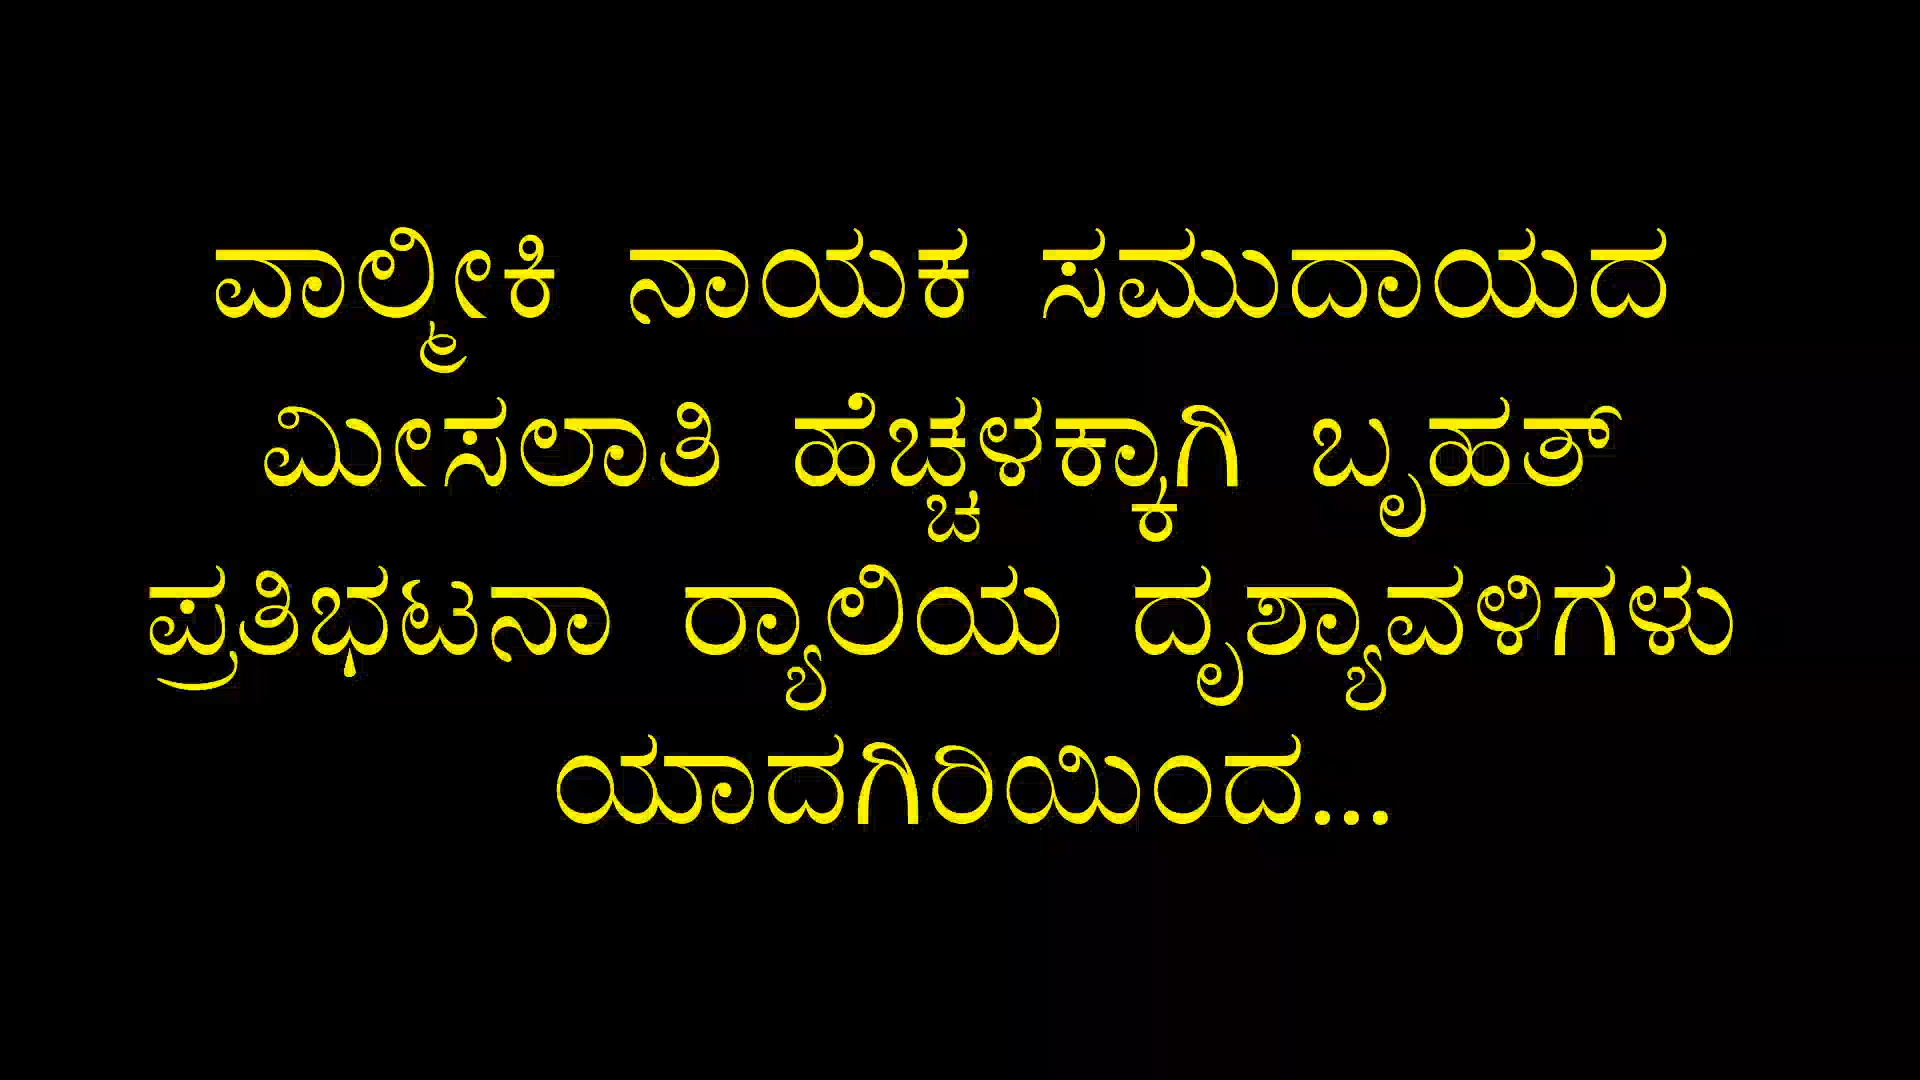 ವಾಲ್ಮೀಕಿ ನಾಯಕ ಸಮುದಾಯದ
ಮೀಸಲಾತಿ ಹೆಚ್ಚಳಕ್ಕಾಗಿ ಬೃಹತ್
ಪ್ರತಿಭಟನಾ ರ‍್ಯಾಲಿಯ ದೃಶ್ಯಾವಳಿಗಳು
ಯಾದಗಿರಿಯಿಂದ...